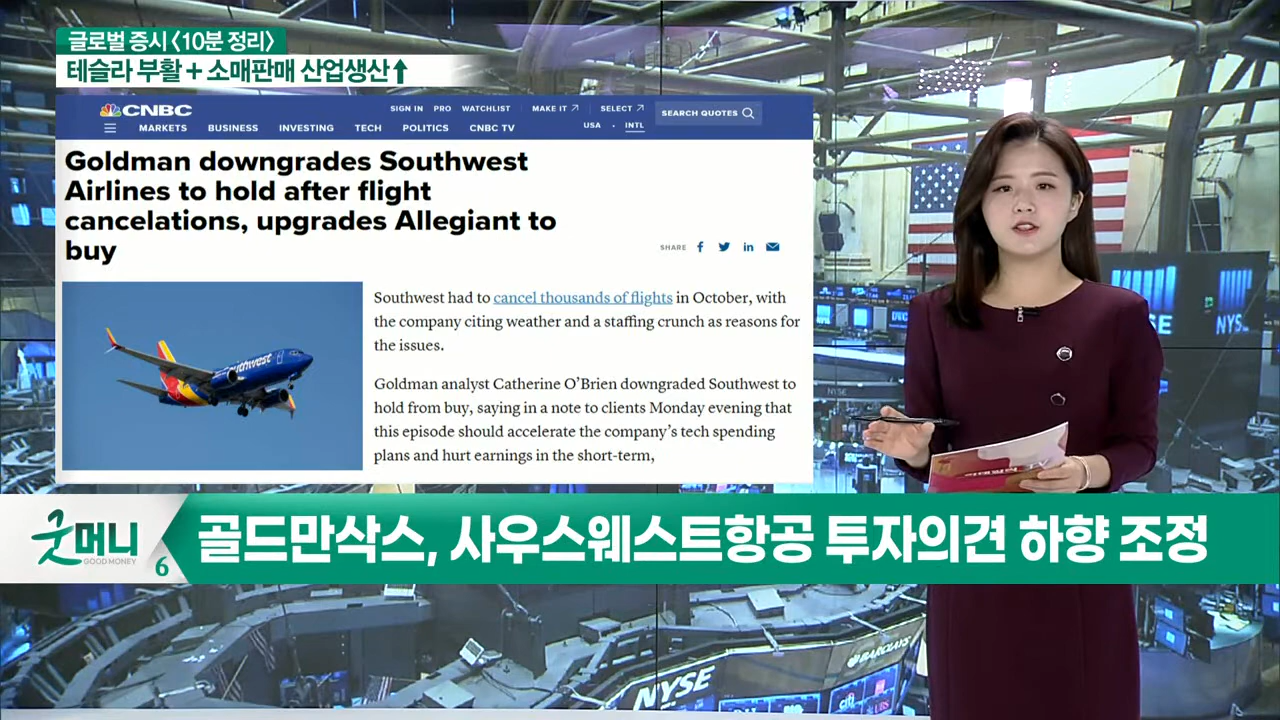 글로벌 증시〈10분 정리〉
테슬라 부활 + 소매판매 산업생산↑
CNBC
SIGN IN PRO WATCHLIST MAKE IT ↗ SELECT ↗ SEARCH QUOTES
MARKETS BUSINESS INVESTING TECH POLITICS CNBC TV USA · INTL
Goldman downgrades Southwest
Airlines to hold after flight
cancelations, upgrades Allegiant to
buy
SHARE
Southwest had to cancel thousands of flights in October, with
the company citing weather and a staffing crunch as reasons for
the issues.
Southwest
Goldman analyst Catherine O’Brien downgraded Southwest to
hold from buy, saying in a note to clients Monday evening that
this episode should accelerate the company’s tech spending
plans and hurt earnings in the short-term,
NYS
굿머니
GOOD MONEY
6
골드만삭스, 사우스웨스트항공 투자의견 하향 조정
BARCLAYS
NYSE
citi
UBS